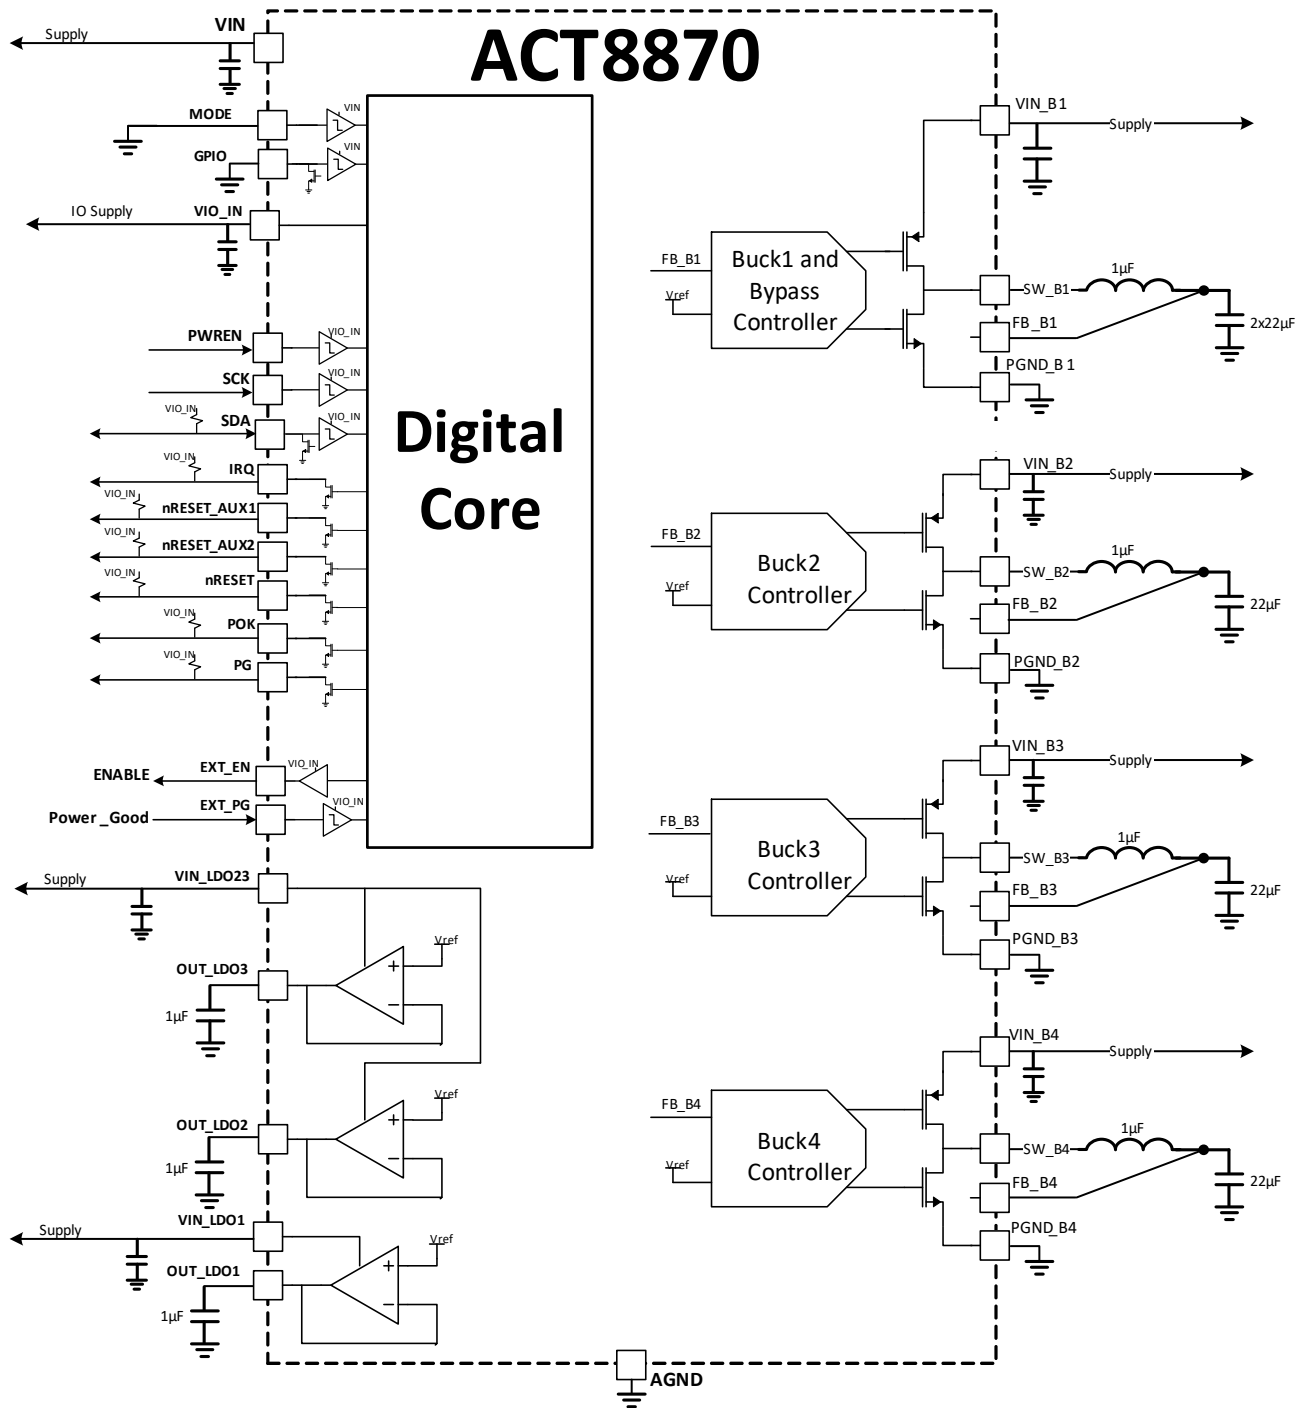 ACT8870
VIN
Supply
MODE
VIN
GPIO
VIN
IO Supply
VIO_IN
PWREN
VIO_IN
SCK
VIO_IN
VIO_IN
SDA
VIO_IN
VIO_IN
IRQ
VIO_IN
nRESET_AUX1
VIO_IN
nRESET_AUX2
VIO_IN
nRESET
VIO_IN
POK
VIO_IN
PG
Digital
Core
ENABLE
EXT_EN
VIO_IN
Power_Good
EXT_PG
VIO_IN
Supply
VIN_LDO23
OUT_LDO3
Vref
+
−
1µF
OUT_LDO2
Vref
+
−
1µF
Supply
VIN_LDO1
OUT_LDO1
Vref
+
−
1µF
AGND
VIN_B1
Supply
FB_B1
Vref
Buck1 and
Bypass
Controller
SW_B1
1µF
FB_B1
2x22µF
PGND_B1
VIN_B2
Supply
FB_B2
Vref
Buck2
Controller
SW_B2
1µF
FB_B2
22µF
PGND_B2
VIN_B3
Supply
FB_B3
Vref
Buck3
Controller
SW_B3
1µF
FB_B3
22µF
PGND_B3
VIN_B4
Supply
FB_B4
Vref
Buck4
Controller
SW_B4
1µF
FB_B4
22µF
PGND_B4